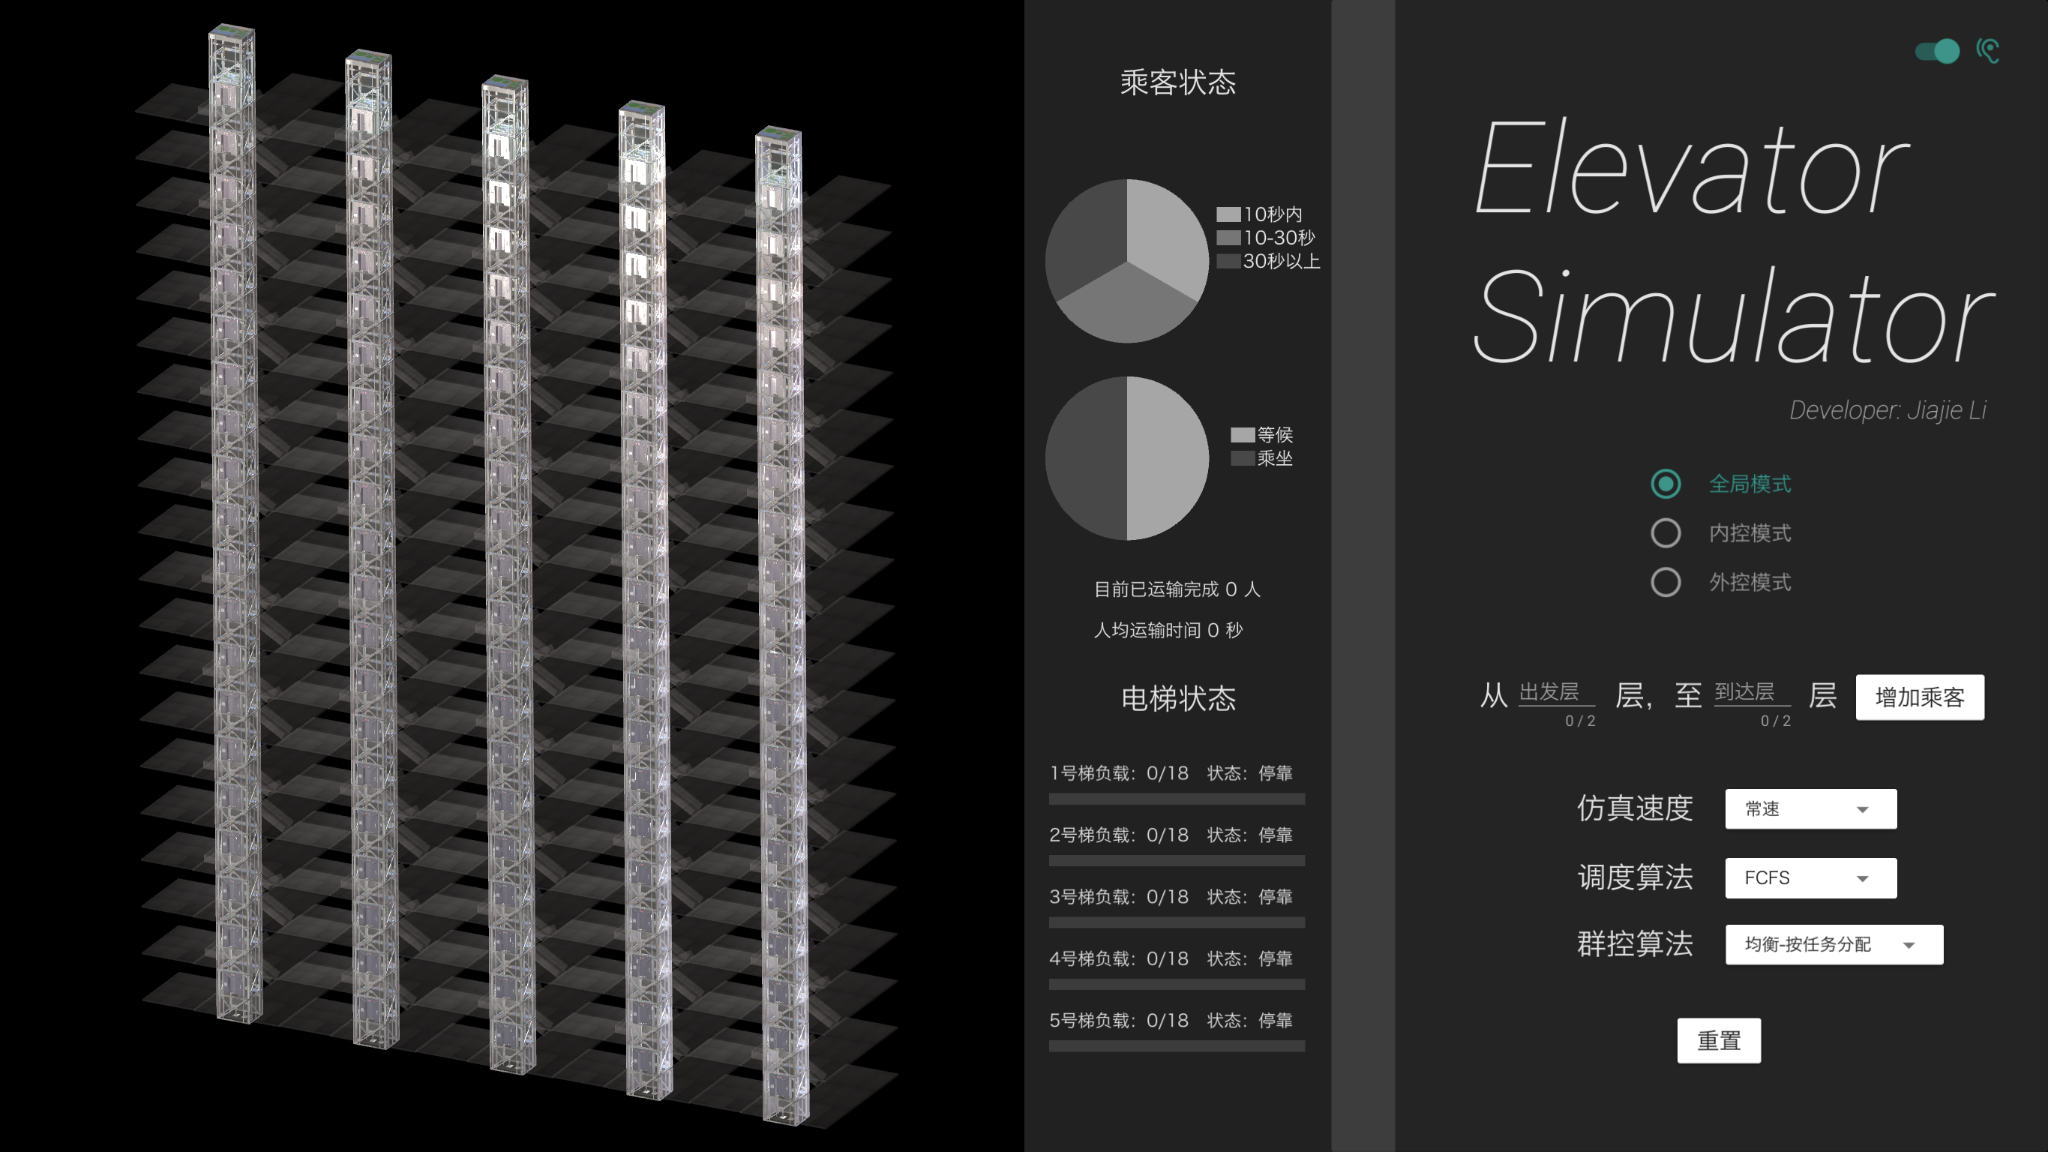 乘客状态
10秒内
10-30秒
30秒以上
等候
乘坐
目前已运输完成 0 人
人均运输时间 0 秒
电梯状态
1号梯负载：0/18 状态：停靠
2号梯负载：0/18 状态：停靠
3号梯负载：0/18 状态：停靠
4号梯负载：0/18 状态：停靠
5号梯负载：0/18 状态：停靠
Elevator
Simulator
Developer: Jiajie Li
全局模式
内控模式
外控模式
从 出发层 层，至 到达层 层 增加乘客
0 / 2 0 / 2
仿真速度 常速
调度算法 FCFS
群控算法 均衡-按任务分配
重置